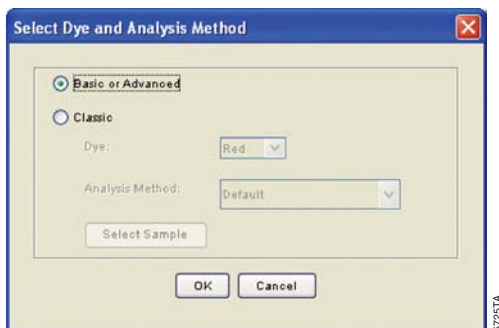 Select Dye and Analysis Method
Basic or Advanced
Classic
Dye:
Red
Analysis Method:
Default
Select Sample
OK
Cancel